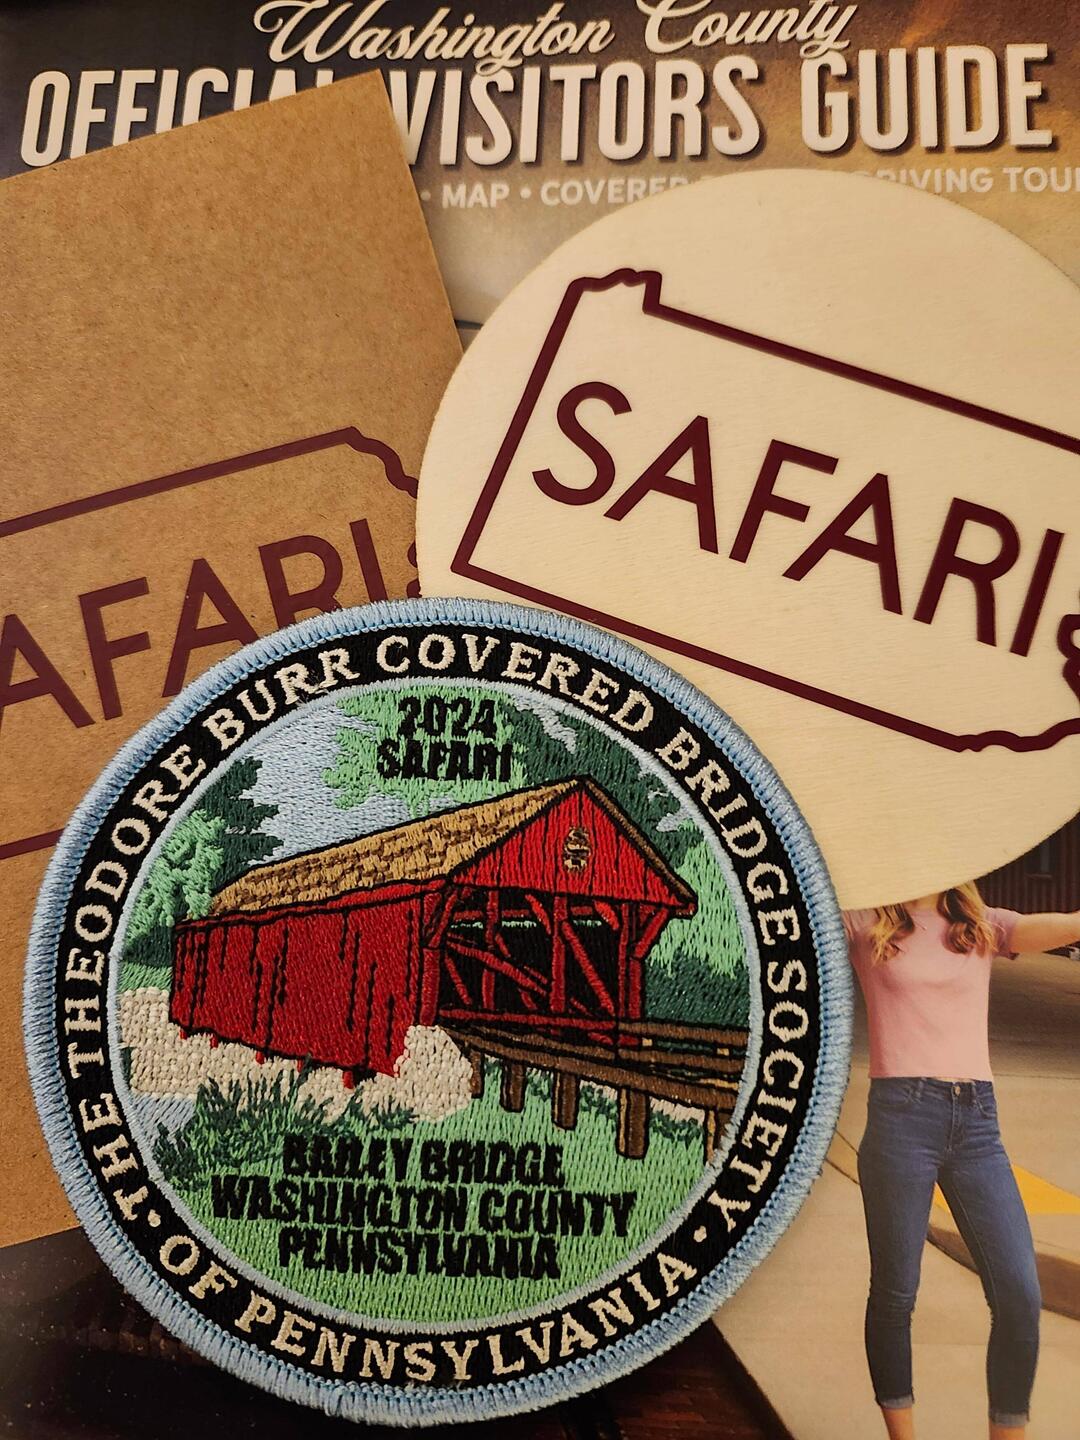 Washington County
OFFICIAL VISITORS GUIDE
• MAP • COVERED DRIVING TOUR
SAFARI
AFARI
THE THEODORE BURR COVERED BRIDGE SOCIETY
• OF PENNSYLVANIA •
2024
SAFARI
BAILEY BRIDGE
WASHINGTON COUNTY
PENNSYLVANIA